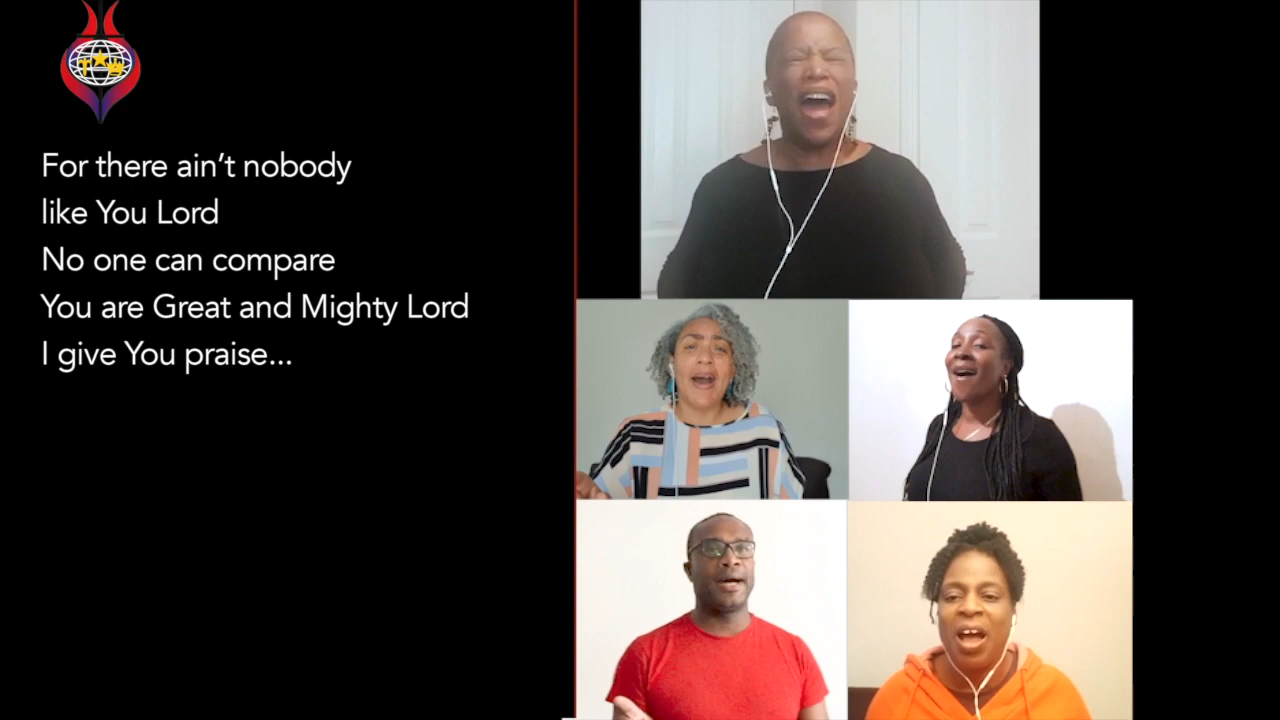 For there ain't nobody
like You Lord
No one can compare
You are Great and Mighty Lord
I give You praise...